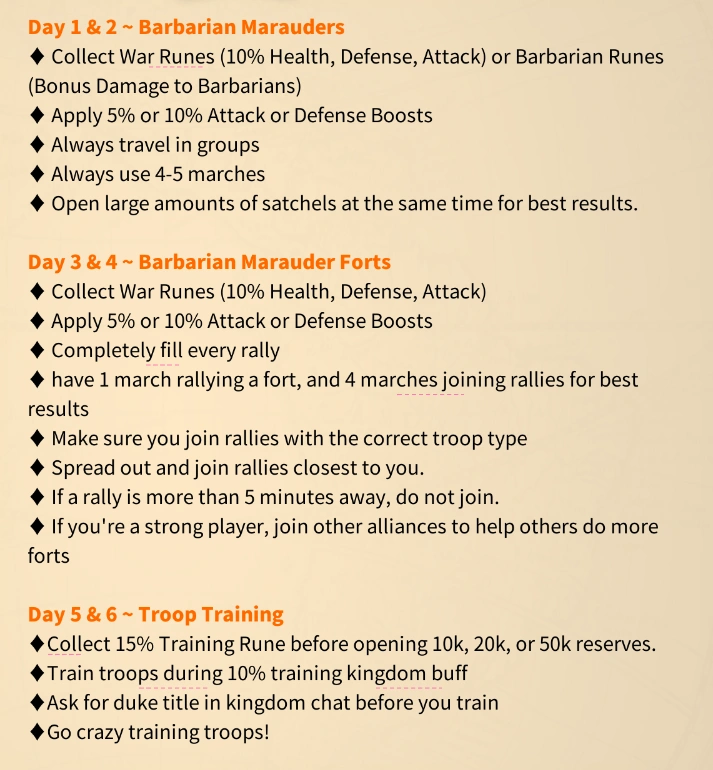 Day 1 & 2 ~ Barbarian Marauders
♦ Collect War Runes (10% Health, Defense, Attack) or Barbarian Runes
(Bonus Damage to Barbarians)
♦ Apply 5% or 10% Attack or Defense Boosts
♦ Always travel in groups
♦ Always use 4-5 marches
♦ Open large amounts of satchels at the same time for best results.
Day 3 & 4 ~ Barbarian Marauder Forts
♦ Collect War Runes (10% Health, Defense, Attack)
♦ Apply 5% or 10% Attack or Defense Boosts
♦ Completely fill every rally
♦ have 1 march rallying a fort, and 4 marches joining rallies for best
results
♦ Make sure you join rallies with the correct troop type
♦ Spread out and join rallies closest to you.
♦ If a rally is more than 5 minutes away, do not join.
♦ If you're a strong player, join other alliances to help others do more
forts
Day 5 & 6 ~ Troop Training
♦Collect 15% Training Rune before opening 10k, 20k, or 50k reserves.
♦Train troops during 10% training kingdom buff
♦Ask for duke title in kingdom chat before you train
♦Go crazy training troops!